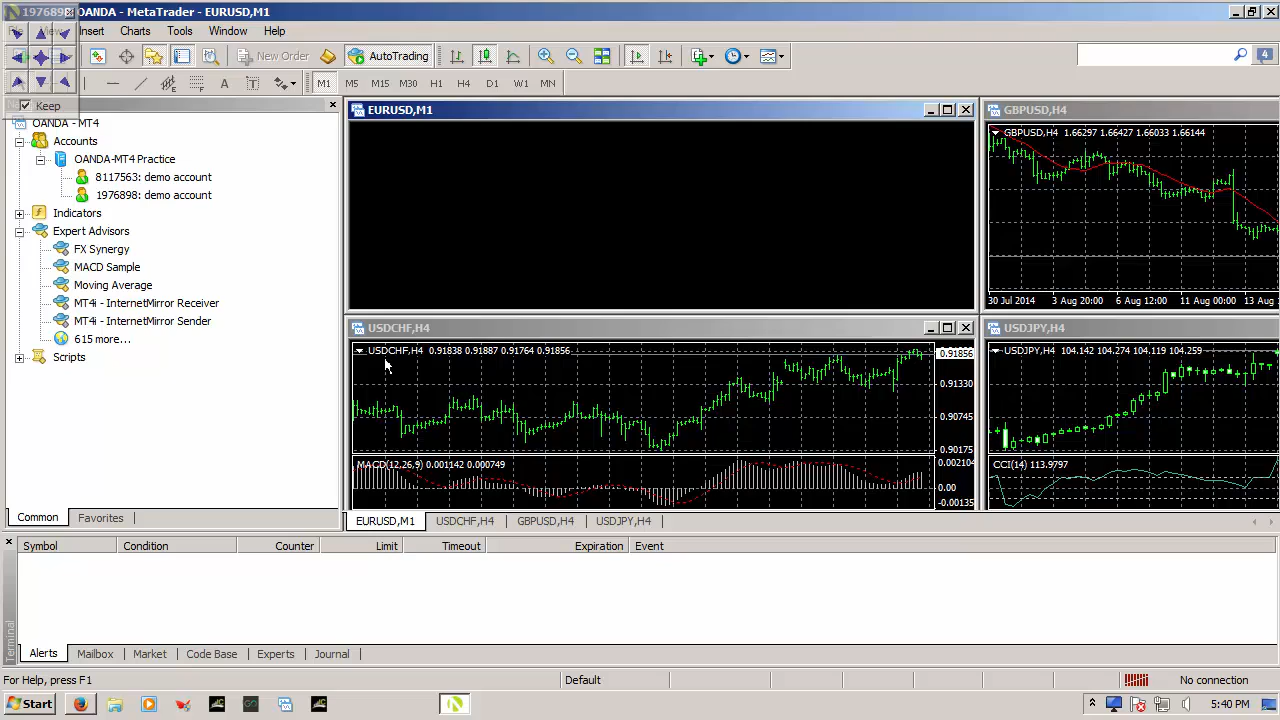 1976898
OANDA - MetaTrader - EURUSD,M1
Insert Charts Tools Window Help
New Order AutoTrading 4
M1 M5 M15 M30 H1 H4 D1 W1 MN
Keep
OANDA - MT4
Accounts
OANDA-MT4 Practice
8117563: demo account
1976898: demo account
Indicators
Expert Advisors
FX Synergy
MACD Sample
Moving Average
MT4i - InternetMirror Receiver
MT4i - InternetMirror Sender
615 more...
Scripts
Common Favorites
EURUSD,M1
GBPUSD,H4
GBPUSD,H4 1.66297 1.66427 1.66033 1.66144
30 Jul 2014 3 Aug 20:00 6 Aug 12:00 11 Aug 00:00 13 Aug
USDCHF,H4
USDCHF,H4 0.91838 0.91887 0.91764 0.91856
0.91856
0.91330
0.90745
0.90175
MACD(12,26,9) 0.001142 0.000749
0.002104
0.00
-0.00135
USDJPY,H4
USDJPY,H4 104.142 104.274 104.119 104.259
CCI(14) 113.9797
EURUSD,M1 USDCHF,H4 GBPUSD,H4 USDJPY,H4
Symbol Condition Counter Limit Timeout Expiration Event
Terminal
Alerts Mailbox Market Code Base Experts Journal
For Help, press F1 Default No connection
Start 5:40 PM